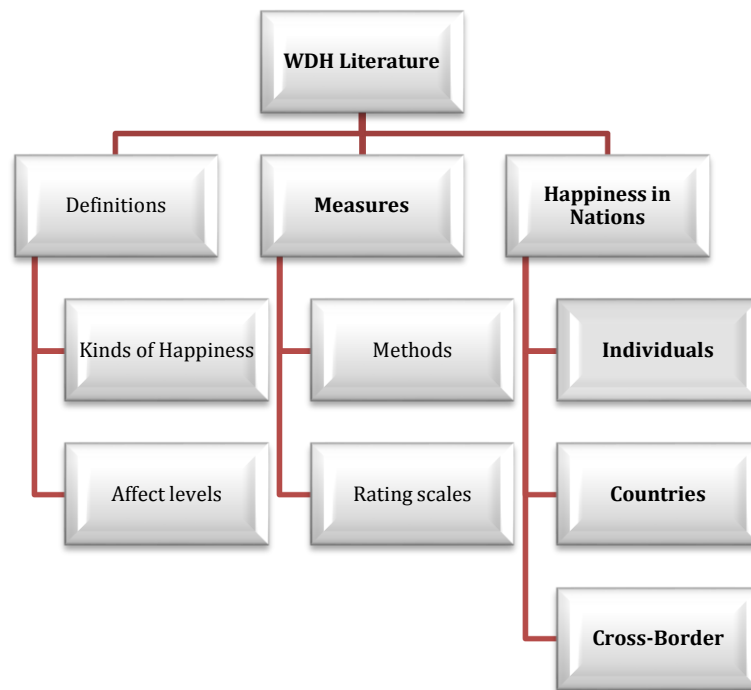 WDH Literature
Definitions
Measures
Happiness in
Nations
Kinds of Happiness
Methods
Individuals
Affect levels
Rating scales
Countries
Cross-Border